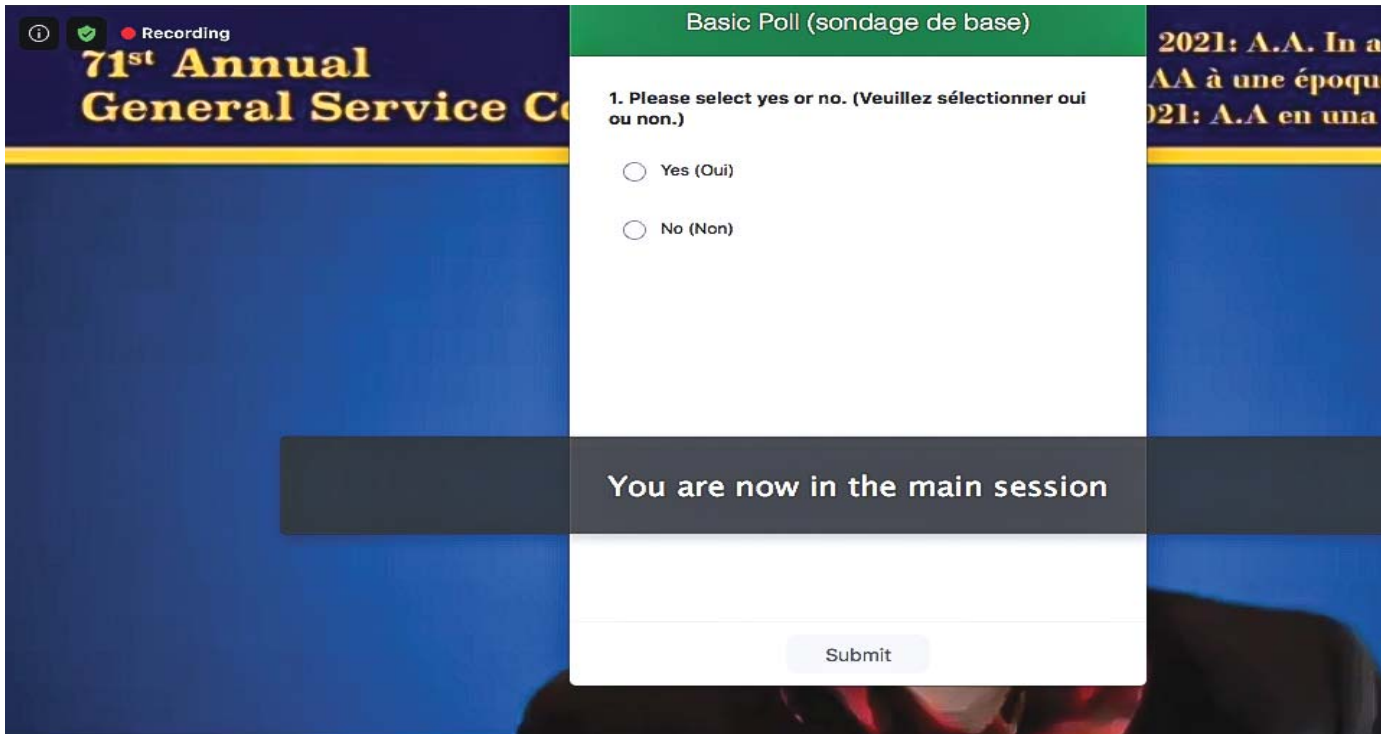 Recording
71st Annual
General Service Co
2021: A.A. In a
AA à une époqu
021: A.A en una
Basic Poll (sondage de base)
1. Please select yes or no. (Veuillez sélectionner oui
ou non.)
Yes (Oui)
No (Non)
You are now in the main session
Submit